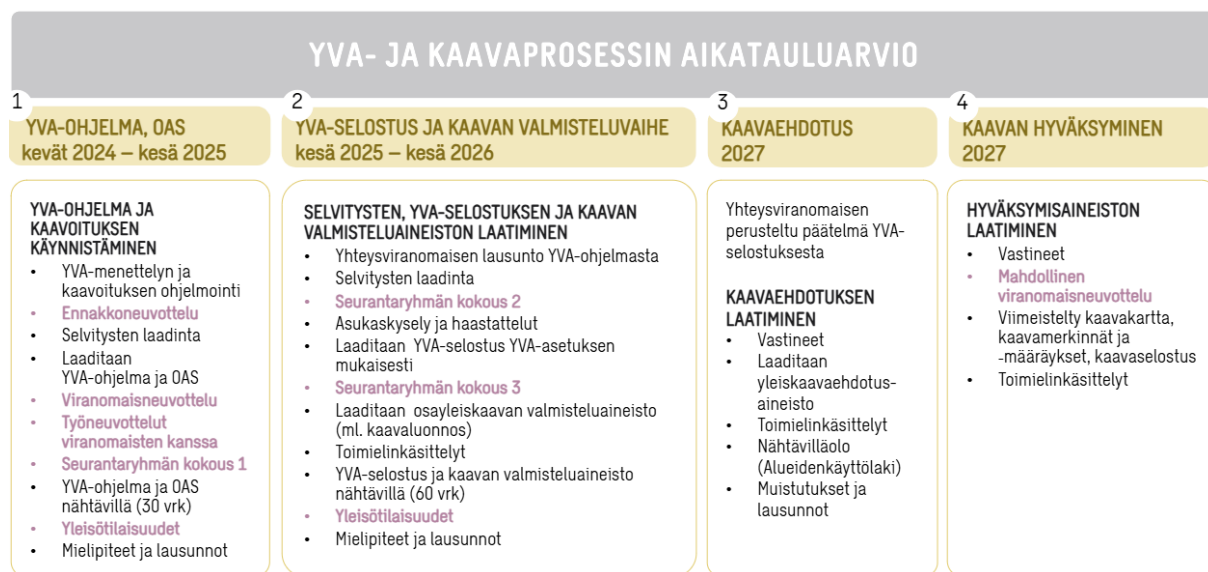 YVA- JA KAAVAPROSESSIN AIKATAULUARVIO
1
YVA-OHJELMA, OAS
kevät 2024 – kesä 2025
YVA-OHJELMA JA
KAAVOITUKSEN
KÄYNNISTÄMINEN
• YVA-menettelyn ja
kaavoituksen ohjelmointi
• Ennakkoneuvottelu
• Selvitysten laadinta
• Laaditaan
YVA-ohjelma ja OAS
• Viranomaisneuvottelu
• Työneuvottelut
viranomaisten kanssa
• Seurantaryhmän kokous 1
• YVA-ohjelma ja OAS
nähtävillä (30 vrk)
• Yleisötilaisuudet
• Mielipiteet ja lausunnot
2
YVA-SELOSTUS JA KAAVAN VALMISTELUVAIHE
kesä 2025 – kesä 2026
SELVITYSTEN, YVA-SELOSTUKSEN JA KAAVAN
VALMISTELUAINEISTON LAATIMINEN
• Yhteysviranomaisen lausunto YVA-ohjelmasta
• Selvitysten laadinta
• Seurantaryhmän kokous 2
• Asukaskysely ja haastattelut
• Laaditaan YVA-selostus YVA-asetuksen
mukaisesti
• Seurantaryhmän kokous 3
• Laaditaan osayleiskaavan valmisteluaineisto
(ml. kaavaluonnos)
• Toimielinkäsittelyt
• YVA-selostus ja kaavan valmisteluaineisto
nähtävillä (60 vrk)
• Yleisötilaisuudet
• Mielipiteet ja lausunnot
3
KAAVAEHDOTUS
2027
Yhteysviranomaisen
perusteltu päätelmä YVA-
selostuksesta
KAAVAEHDOTUKSEN
LAATIMINEN
• Vastineet
• Laaditaan
yleiskaavaehdotus-
aineisto
• Toimielinkäsittelyt
• Nähtävilläolo
(Alueidenkäyttölaki)
• Muistutukset ja
lausunnot
4
KAAVAN HYVÄKSYMINEN
2027
HYVÄKSYMISAINEISTON
LAATIMINEN
• Vastineet
• Mahdollinen
viranomaisneuvottelu
• Viimeistelty kaavakartta,
kaavamerkinnät ja
-määräykset, kaavaselostus
• Toimielinkäsittelyt